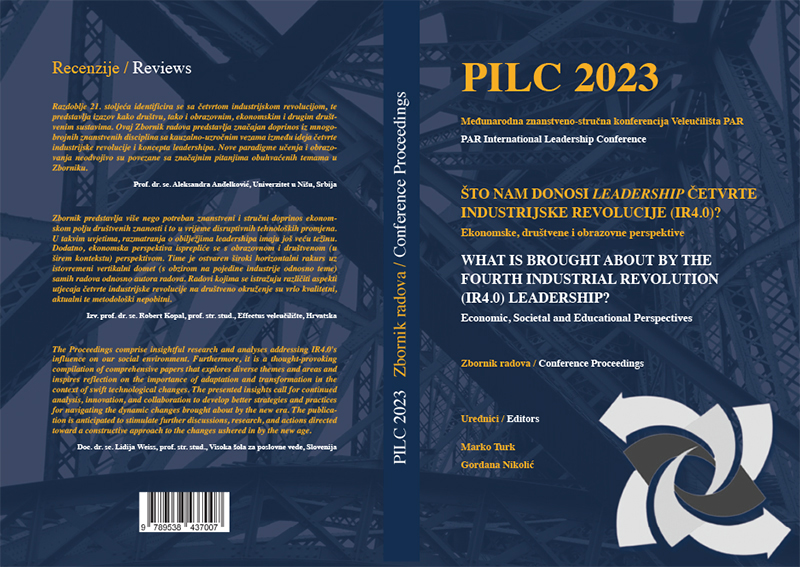 Recenzije / Reviews
Razdoblje 21. stoljeća identificira se sa četvrtom industrijskom revolucijom, te
predstavlja izazov kako društvu, tako i obrazovnim, ekonomskim i drugim društ-
venim sustavima. Ovaj Zbornik radova predstavlja značajan doprinos iz mnogo-
brojnih znanstvenih disciplina sa kauzalno-uzročnim vezama između ideja četvrte
industrijske revolucije i koncepta leadershipa. Nove paradigme učenja i obrazo-
vanja neodvojivo su povezane sa značajnim pitanjima obuhvaćenih temama u
Zborniku.
Prof. dr. sc. Aleksandra Anđelković, Univerzitet u Nišu, Srbija
Zbornik predstavlja više nego potreban znanstveni i stručni doprinos ekonom-
skom polju društvenih znanosti i to u vrijeme disruptivnih tehnoloških promjena.
U takvim uvjetima, razmatranja o obilježjima leadershipa imaju još veću težinu.
Dodatno, ekonomska perspektiva isprepliće se s obrazovnom i društvenom (u
širem kontekstu) perspektivom. Time je ostvaren široki horizontalni rakurs uz
istovremeni vertikalni domet (s obzirom na pojedine industrije odnosno teme)
samih radova odnosno autora radova. Radovi kojima se istražuju različiti aspekti
utjecaja četvrte industrijske revolucije na društveno okruženje su vrlo kvalitetni,
aktualni te metodološki nepobitni.
Izv. prof. dr. sc. Robert Kopal, prof. str. stud., Effectus veleučilište, Hrvatska
The Proceedings comprise insightful research and analyses addressing IR4.0's
influence on our social environment. Furthermore, it is a thought-provoking
compilation of comprehensive papers that explores diverse themes and areas and
inspires reflection on the importance of adaptation and transformation in the
context of swift technological changes. The presented insights call for continued
analysis, innovation, and collaboration to develop better strategies and practices
for navigating the dynamic changes brought about by the new era. The publica-
tion is anticipated to stimulate further discussions, research, and actions directed
toward a constructive approach to the changes ushered in by the new age.
Doc. dr. sc. Lidija Weiss, prof. str. stud., Visoka šola za poslovne vede, Slovenija
9 789538 437007
PILC 2023 Zbornik radova / Conference Proceedings
PILC 2023
Međunarodna znanstveno-stručna konferencija Veleučilišta PAR
PAR International Leadership Conference
ŠTO NAM DONOSI LEADERSHIP ČETVRTE
INDUSTRIJSKE REVOLUCIJE (IR4.0)?
Ekonomske, društvene i obrazovne perspektive
WHAT IS BROUGHT ABOUT BY THE
FOURTH INDUSTRIAL REVOLUTION
(IR4.0) LEADERSHIP?
Economic, Societal and Educational Perspectives
Zbornik radova / Conference Proceedings
Urednici / Editors
Marko Turk
Gordana Nikolić